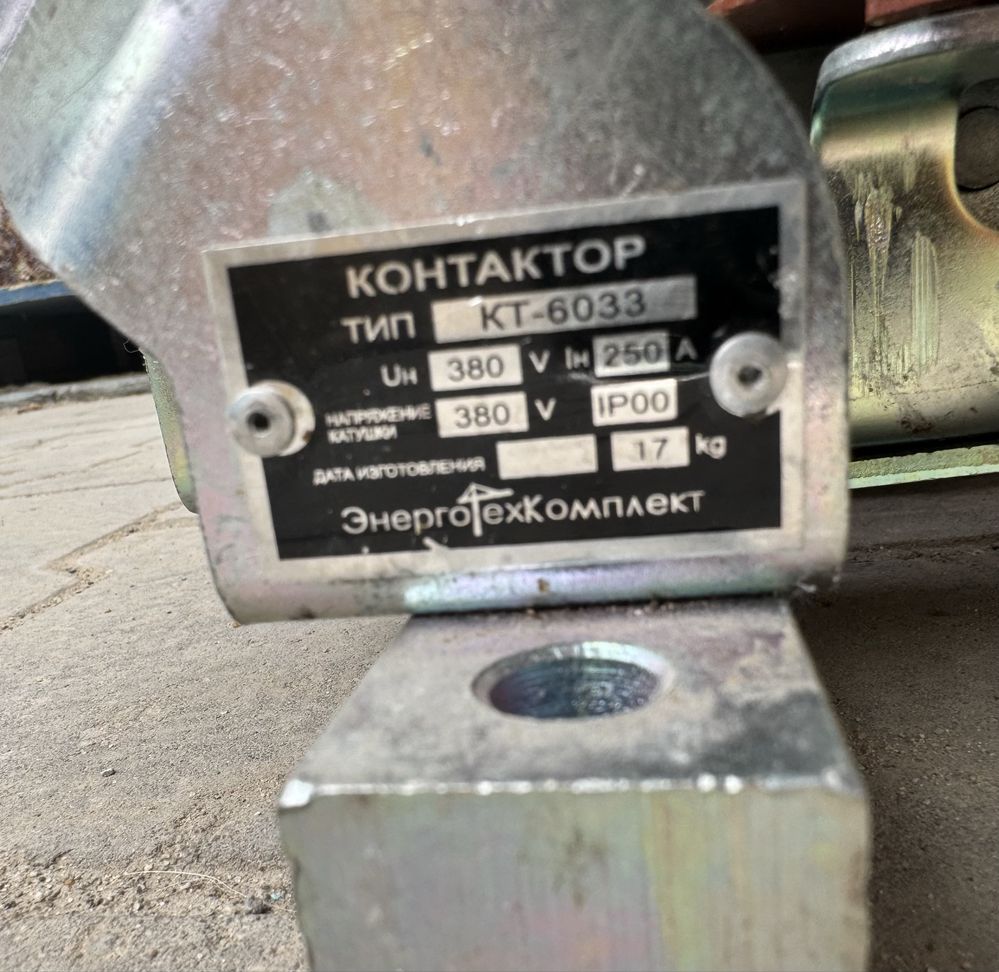 КОНТАКТОР
ТИП КТ-6033
Uн 380 V Iн 250 A
НАПРЯЖЕНИЕ КАТУШКИ 380 V IP00
ДАТА ИЗГОТОВЛЕНИЯ 17 kg
ЭнергоТехКомплект